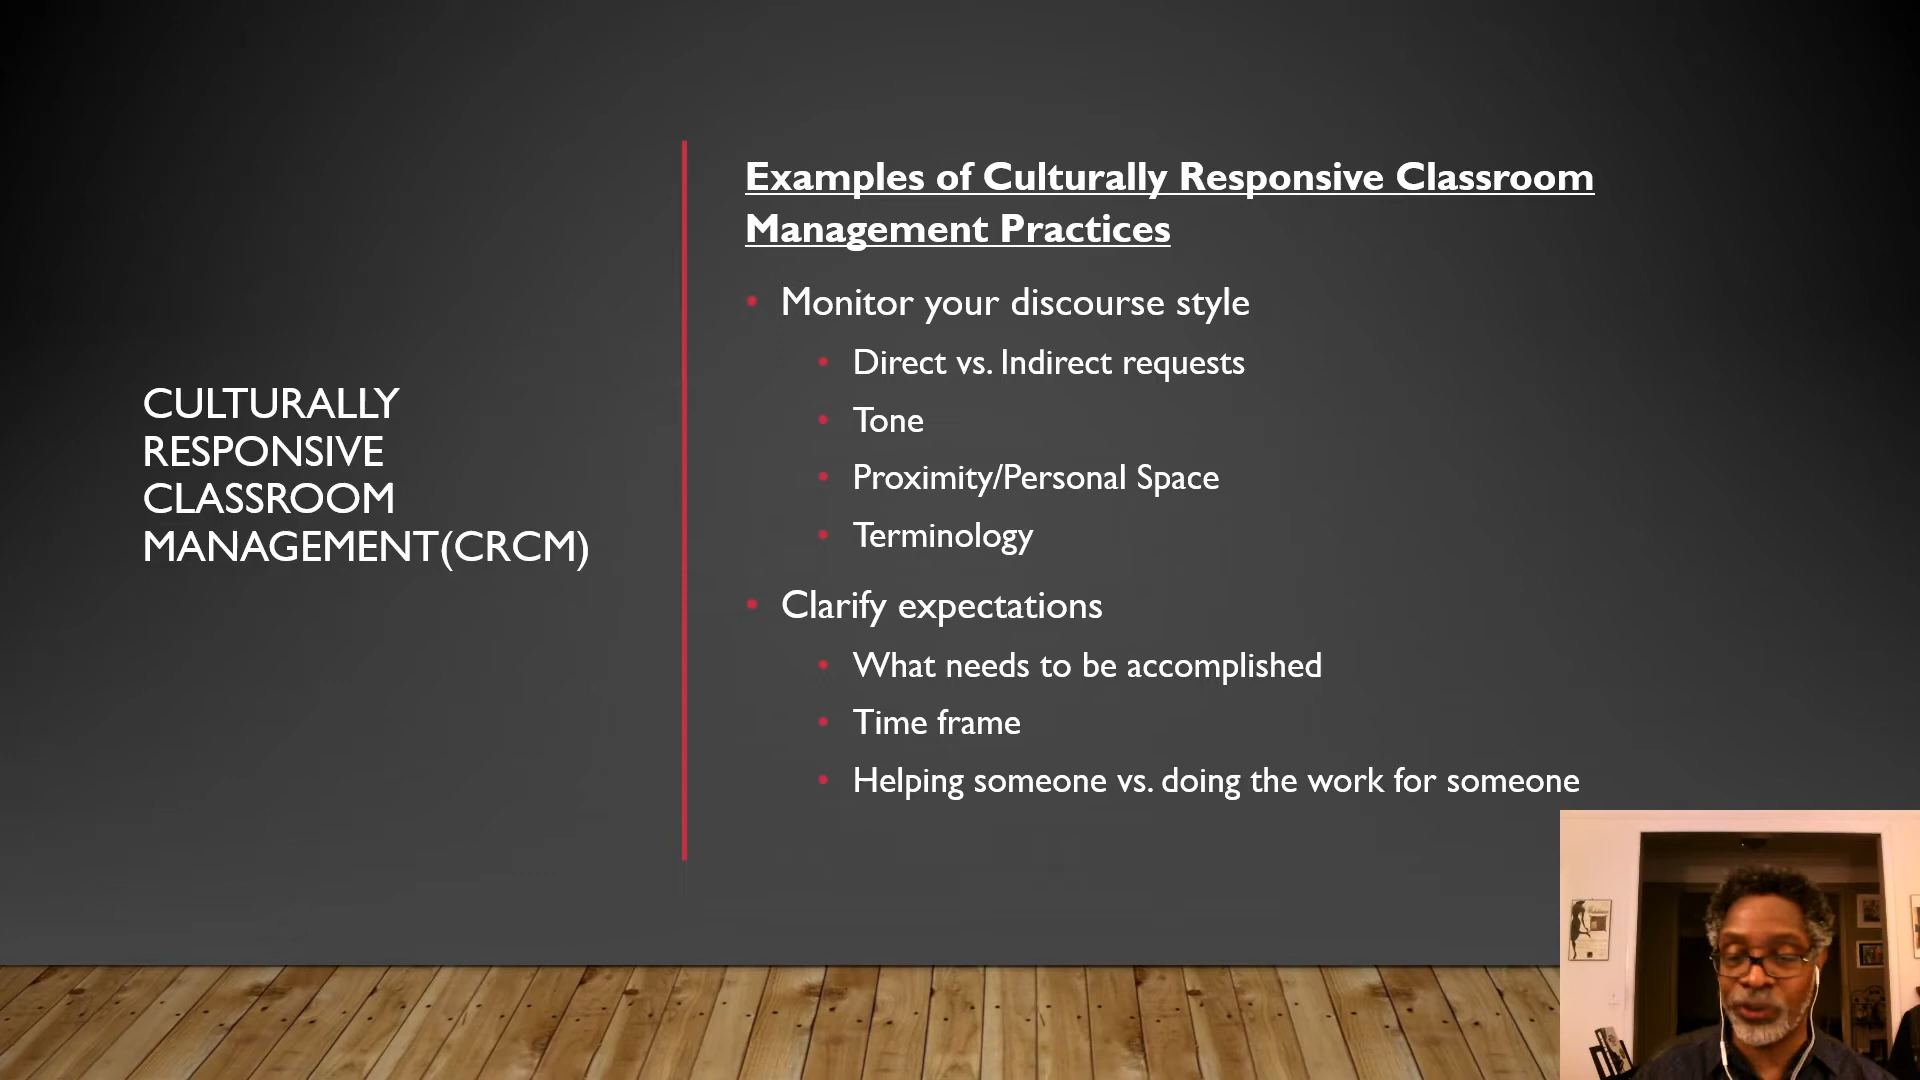 CULTURALLY
RESPONSIVE
CLASSROOM
MANAGEMENT(CRCM)
Examples of Culturally Responsive Classroom
Management Practices
• Monitor your discourse style
• Direct vs. Indirect requests
• Tone
• Proximity/Personal Space
• Terminology
• Clarify expectations
• What needs to be accomplished
• Time frame
• Helping someone vs. doing the work for someone